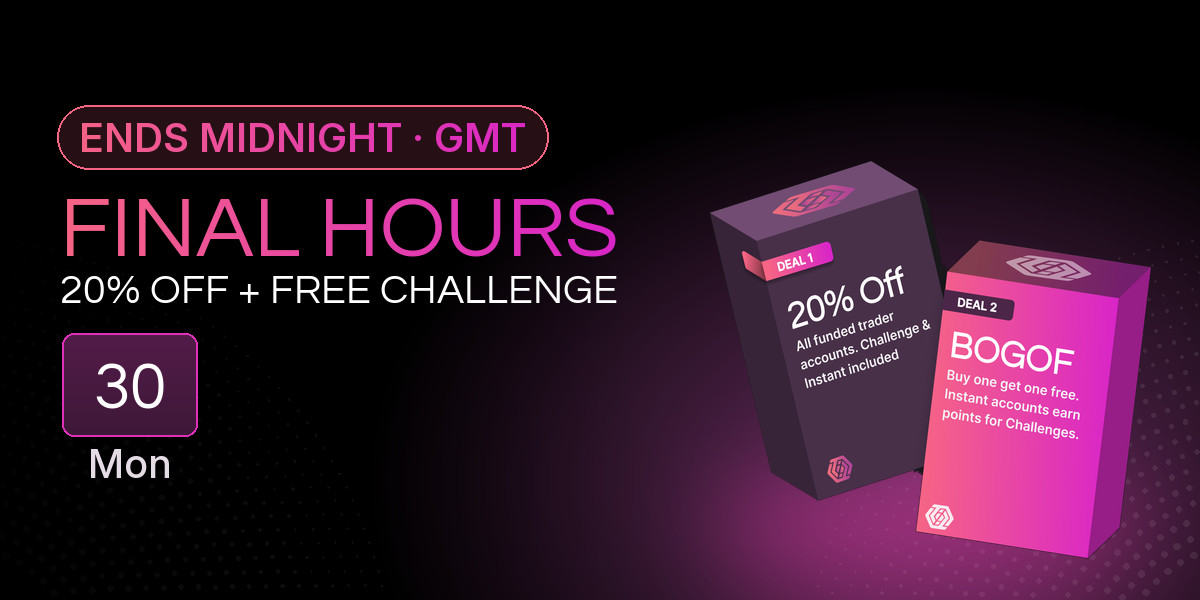 ENDS MIDNIGHT · GMT
FINAL HOURS
20% OFF + FREE CHALLENGE
30
Mon
DEAL 1
20% Off
All funded trader
accounts. Challenge &
Instant included
DEAL 2
BOGOF
Buy one get one free.
Instant accounts earn
points for Challenges.